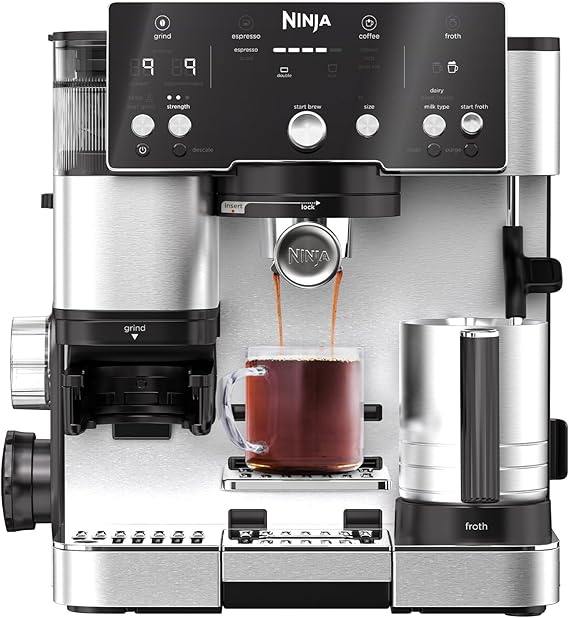 NINJA
grind
espresso
coffee
froth
espresso
double
9 9
dairy
strength
start brew
size
milk type
start froth
descale
purge
Insert
lock
NINJA
grind
froth